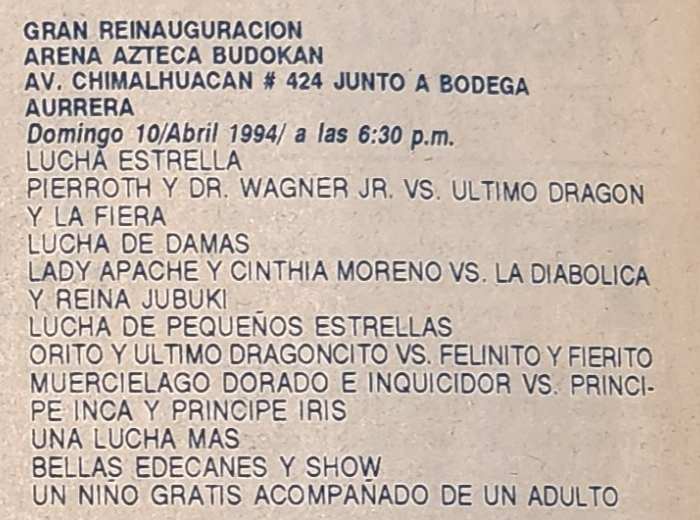 GRAN REINAUGURACION
ARENA AZTECA BUDOKAN
AV. CHIMALHUACAN # 424 JUNTO A BODEGA
AURRERA
Domingo 10/Abril 1994/ a las 6:30 p.m.
LUCHA ESTRELLA
PIERROTH Y DR. WAGNER JR. VS. ULTIMO DRAGON
Y LA FIERA
LUCHA DE DAMAS
LADY APACHE Y CINTHIA MORENO VS. LA DIABOLICA
Y REINA JUBUKI
LUCHA DE PEQUEÑOS ESTRELLAS
ORITO Y ULTIMO DRAGONCITO VS. FELINITO Y FIERITO
MUERCIELAGO DORADO E INQUICIDOR VS. PRINCI-
PE INCA Y PRINCIPE IRIS
UNA LUCHA MAS
BELLAS EDECANES Y SHOW
UN NIÑO GRATIS ACOMPAÑADO DE UN ADULTO